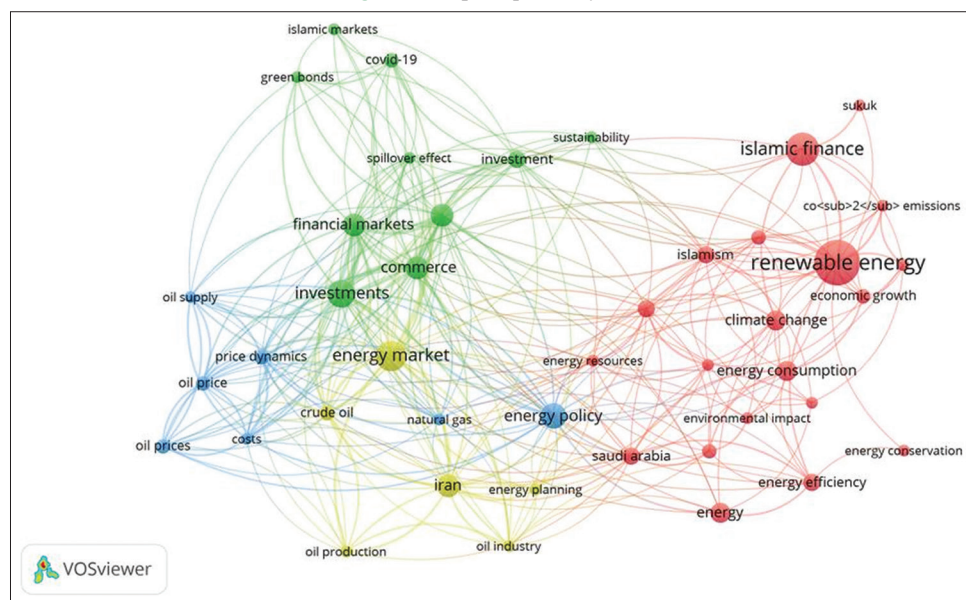 islamic markets
covid-19
green bonds
sukuk
sustainability
islamic finance
spillover effect
investment
co<sub>2</sub> emissions
financial markets
islamism
renewable energy
commerce
investments
oil supply
economic growth
climate change
energy market
price dynamics
energy resources
energy consumption
oil price
crude oil
natural gas
energy policy
environmental impact
oil prices
costs
saudi arabia
energy conservation
iran
energy planning
energy efficiency
energy
oil production
oil industry
VOSviewer